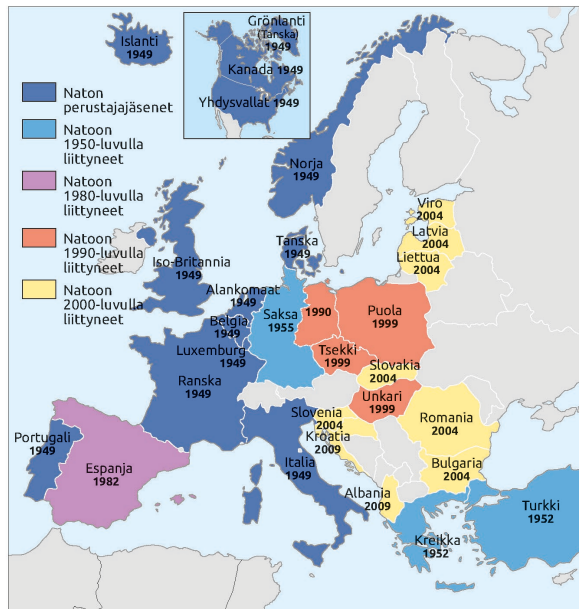 Grönlanti
(Tanska)
1949
Islanti
1949
Kanada 1949
Yhdysvallat 1949
Naton
perustajajäsenet
Natoon
1950-luvulla
liittyneet
Natoon
1980-luvulla
liittyneet
Natoon
1990-luvulla
liittyneet
Natoon
2000-luvulla
liittyneet
Norja
1949
Viro
2004
Latvia
2004
Liettua
2004
Tanska
1949
Iso-Britannia
1949
Alankomaat
1949
Belgia
1949
Luxemburg
1949
Saksa
1955
1990
Puola
1999
Tsekki
1999
Slovakia
2004
Unkari
1999
Ranska
1949
Slovenia
2004
Kroatia
2009
Romania
2004
Bulgaria
2004
Portugali
1949
Espanja
1982
Italia
1949
Albania
2009
Kreikka
1952
Turkki
1952